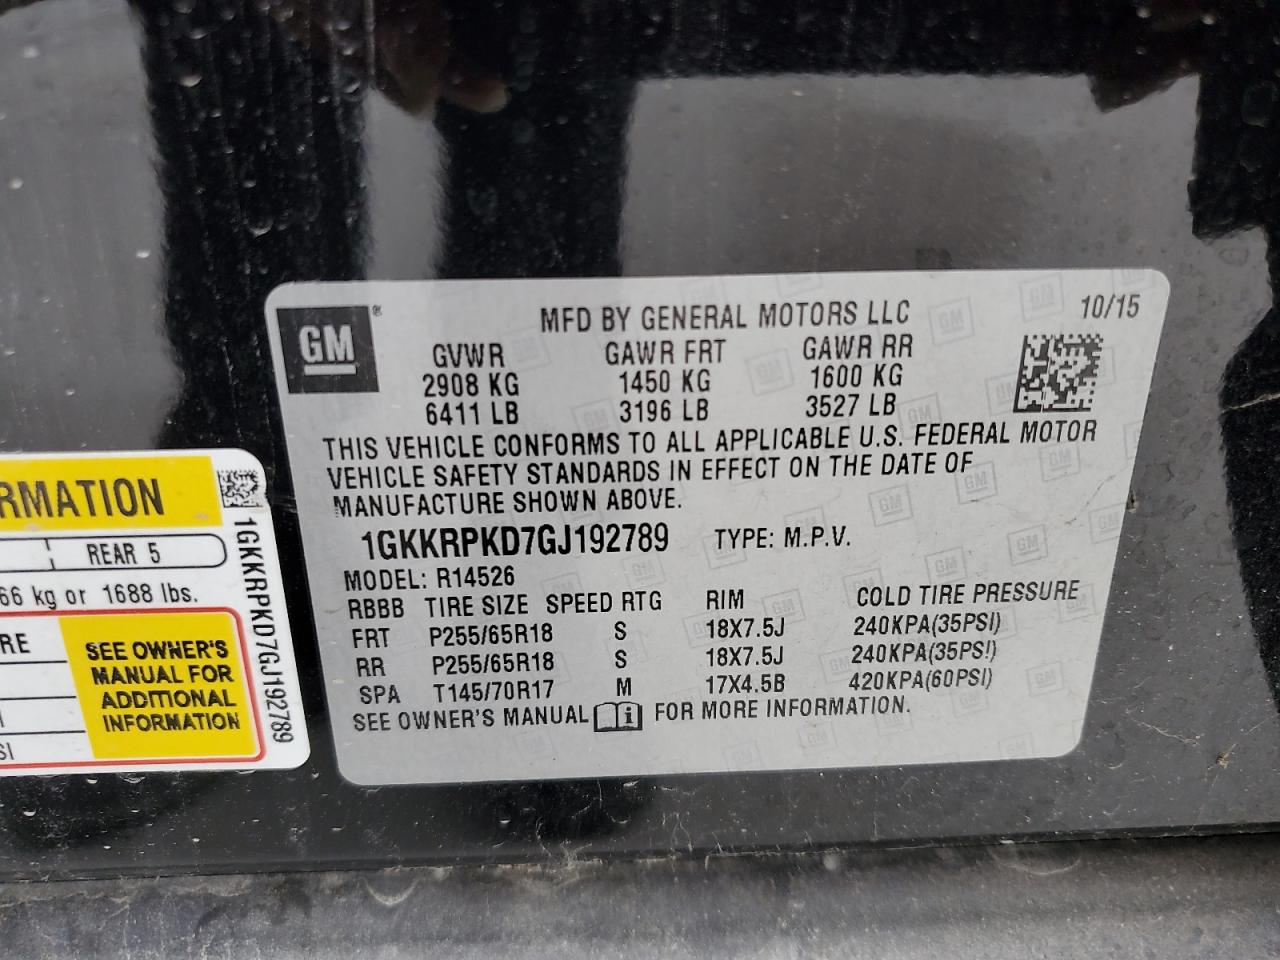 GM®
MFD BY GENERAL MOTORS LLC
10/15
GVWR GAWR FRT GAWR RR
2908 KG 1450 KG 1600 KG
6411 LB 3196 LB 3527 LB
THIS VEHICLE CONFORMS TO ALL APPLICABLE U.S. FEDERAL MOTOR
VEHICLE SAFETY STANDARDS IN EFFECT ON THE DATE OF
MANUFACTURE SHOWN ABOVE.
1GKKRPKD7GJ192789 TYPE: M.P.V.
MODEL: R14526
RBBB TIRE SIZE SPEED RTG RIM COLD TIRE PRESSURE
FRT P255/65R18 S 18X7.5J 240KPA(35PSI)
RR P255/65R18 S 18X7.5J 240KPA(35PSI)
SPA T145/70R17 M 17X4.5B 420KPA(60PSI)
SEE OWNER'S MANUAL i FOR MORE INFORMATION.
RMATION
REAR 5
66 kg or 1688 lbs.
RE
SI
SEE OWNER'S
MANUAL FOR
ADDITIONAL
INFORMATION
1GKKRPKD7GJ192789